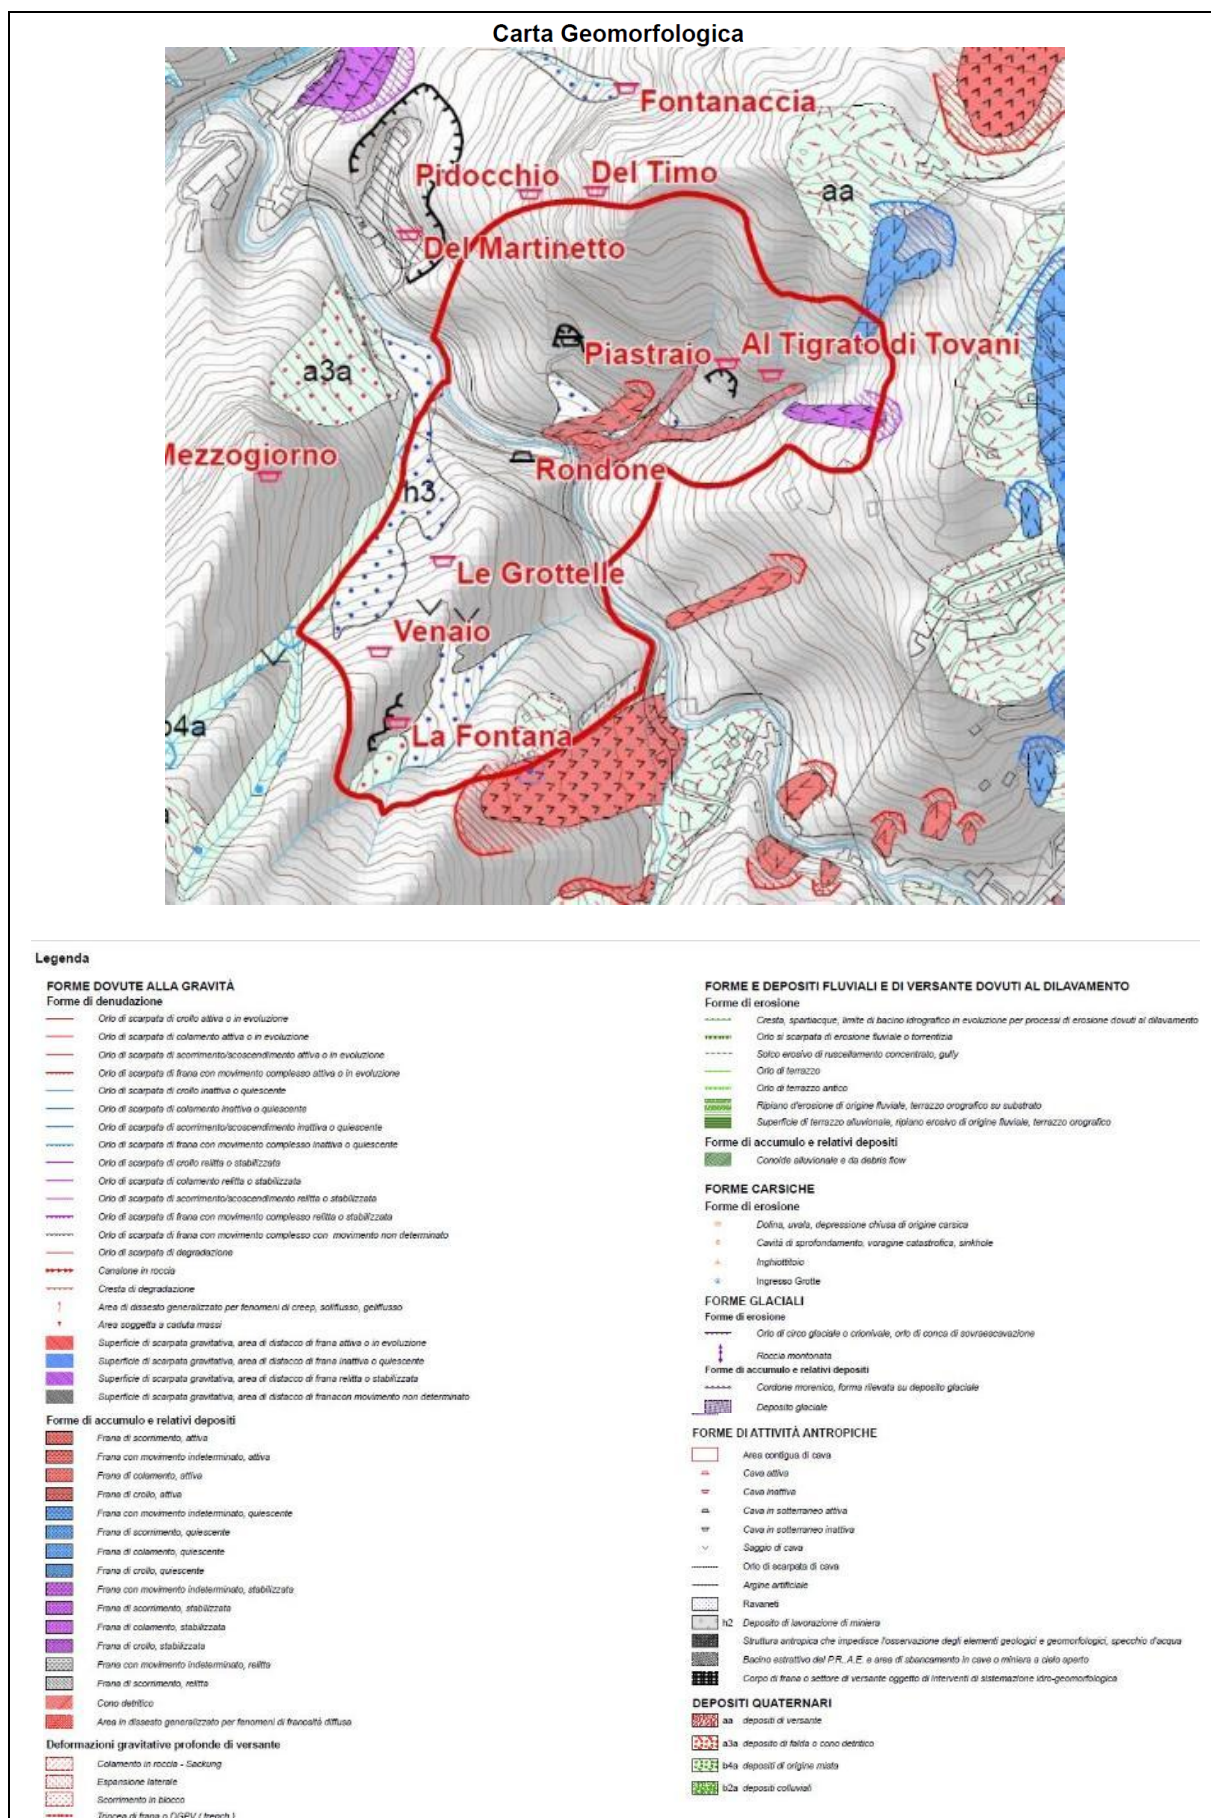 Carta Geomorfologica
Fontanaccia
Pidocchio
Del Timo
aa
Del Martinetto
Piastraio
Al Tigrato di Tovani
a3a
Mezzogiorno
Rondone
h3
Le Grottelle
Venaio
b4a
La Fontana
Legenda
FORME DOVUTE ALLA GRAVITÀ
Forme di denudazione
Orlo di scarpata di crollo attiva o in evoluzione
Orlo di scarpata di colamento attiva o in evoluzione
Orlo di scarpata di scorrimento/scoscendimento attiva o in evoluzione
Orlo di scarpata di frana con movimento complesso attiva o in evoluzione
Orlo di scarpata di crollo inattiva o quiescente
Orlo di scarpata di colamento inattiva o quiescente
Orlo di scarpata di scorrimento/scoscendimento inattiva o quiescente
Orlo di scarpata di frana con movimento complesso inattiva o quiescente
Orlo di scarpata di crollo relitta o stabilizzata
Orlo di scarpata di colamento relitta o stabilizzata
Orlo di scarpata di scorrimento/scoscendimento relitta o stabilizzata
Orlo di scarpata di frana con movimento complesso relitta o stabilizzata
Orlo di scarpata di frana con movimento complesso con movimento non determinato
Orlo di scarpata di degradazione
Canalone in roccia
Cresta di degradazione
Area di dissesto generalizzato per fenomeni di creep, soliflusso, geliflusso
Area soggetta a caduta massi
Superficie di scarpata gravitativa, area di distacco di frana attiva o in evoluzione
Superficie di scarpata gravitativa, area di distacco di frana inattiva o quiescente
Superficie di scarpata gravitativa, area di distacco di frana relitta o stabilizzata
Superficie di scarpata gravitativa, area di distacco di franacon movimento non determinato
Forme di accumulo e relativi depositi
Frana di scorrimento, attiva
Frana con movimento indeterminato, attiva
Frana di colamento, attiva
Frana di crollo, attiva
Frana con movimento indeterminato, quiescente
Frana di scorrimento, quiescente
Frana di colamento, quiescente
Frana di crollo, quiescente
Frana con movimento indeterminato, stabilizzata
Frana di scorrimento, stabilizzata
Frana di colamento, stabilizzata
Frana di crollo, stabilizzata
Frana con movimento indeterminato, relitta
Frana di scorrimento, relitta
Cono detritico
Area in dissesto generalizzato per fenomeni di franosità diffusa
Deformazioni gravitative profonde di versante
Colamento in roccia - Sackung
Espansione laterale
Scorrimento in blocco
Trincea di frana o DGPV ( trench )
FORME E DEPOSITI FLUVIALI E DI VERSANTE DOVUTI AL DILAVAMENTO
Forme di erosione
Cresta, spartiacque, limite di bacino idrografico in evoluzione per processi di erosione dovuti al dilavamento
Orlo si scarpata di erosione fluviale o torrentizia
Solco erosivo di ruscellamento concentrato, gully
Orlo di terrazzo
Orlo di terrazzo antico
Ripiano d'erosione di origine fluviale, terrazzo orografico su substrato
Superficie di terrazzo alluvionale, ripiano erosivo di origine fluviale, terrazzo orografico
Forme di accumulo e relativi depositi
Conoide alluvionale e da debris flow
FORME CARSICHE
Forme di erosione
Dolina, uvala, depressione chiusa di origine carsica
Cavità di sprofondamento, voragine catastrofica, sinkhole
Inghiottitoio
Ingresso Grotte
FORME GLACIALI
Forme di erosione
Orlo di circo glaciale o crionivale, orlo di conca di sovraescavazione
Roccia montonata
Forme di accumulo e relativi depositi
Cordone morenico, forma rilevata su deposito glaciale
Deposito glaciale
FORME DI ATTIVITÀ ANTROPICHE
Area contigua di cava
Cava attiva
Cava inattiva
Cava in sotterraneo attiva
Cava in sotterraneo inattiva
Saggio di cava
Orlo di scarpata di cava
Argine artificiale
Ravaneti
h2 Deposito di lavorazione di miniera
Struttura antropica che impedisce l'osservazione degli elementi geologici e geomorfologici, specchio d'acqua
Bacino estrattivo del P.R..A.E. e area di sbancamento in cave o miniera a cielo aperto
Corpo di frana o settore di versante oggetto di interventi di sistemazione idro-geomorfologica
DEPOSITI QUATERNARI
aa depositi di versante
a3a deposito di falda o cono detritico
b4a depositi di origine mista
b2a depositi colluviali